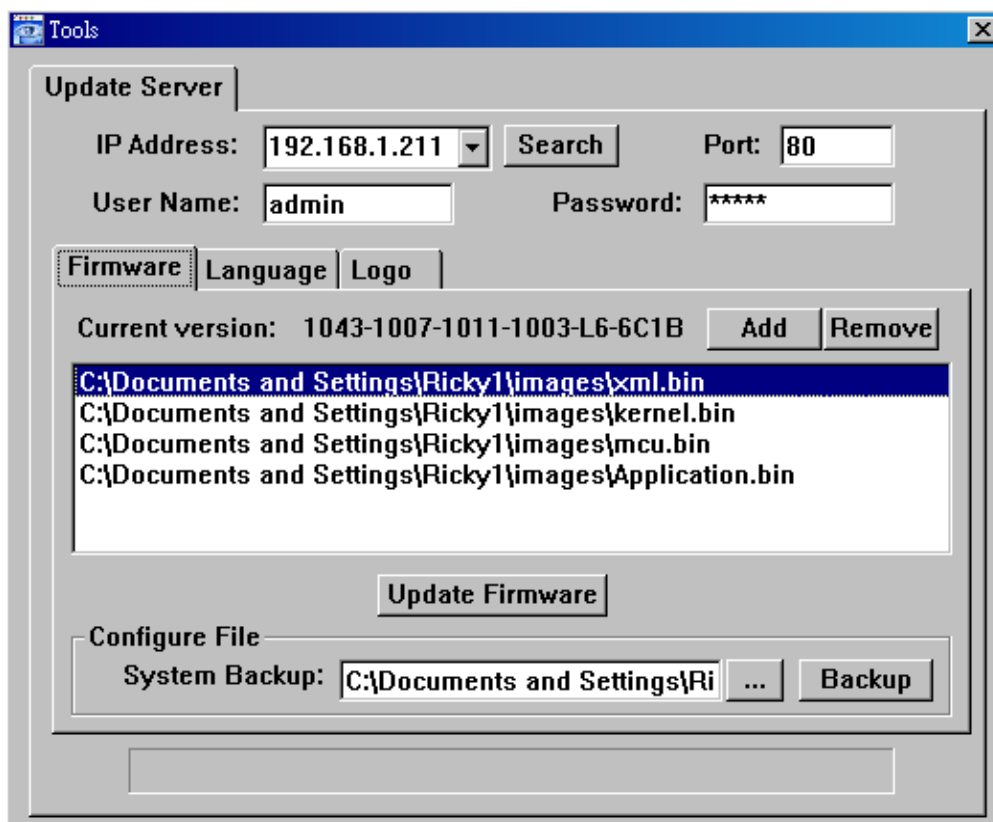 Tools
Update Server
IP Address: 192.168.1.211 Search Port: 80
User Name: admin Password: *****
Firmware Language Logo
Current version: 1043-1007-1011-1003-L6-6C1B Add Remove
C:\Documents and Settings\Ricky1\images\xml.bin
C:\Documents and Settings\Ricky1\images\kernel.bin
C:\Documents and Settings\Ricky1\images\mcu.bin
C:\Documents and Settings\Ricky1\images\Application.bin
Update Firmware
Configure File
System Backup: C:\Documents and Settings\Ri ... Backup